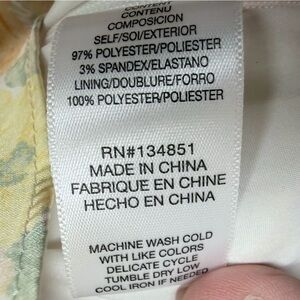 CONTENT
CONTENU
COMPOSICION
SELF/SOI/EXTERIOR
97% POLYESTER/POLIESTER
3% SPANDEX/ELASTANO
LINING/DOUBLURE/FORRO
100% POLYESTER/POLIESTER
RN#134851
MADE IN CHINA
FABRIQUE EN CHINE
HECHO EN CHINA
MACHINE WASH COLD
WITH LIKE COLORS
DELICATE CYCLE
TUMBLE DRY LOW
COOL IRON IF NEEDED